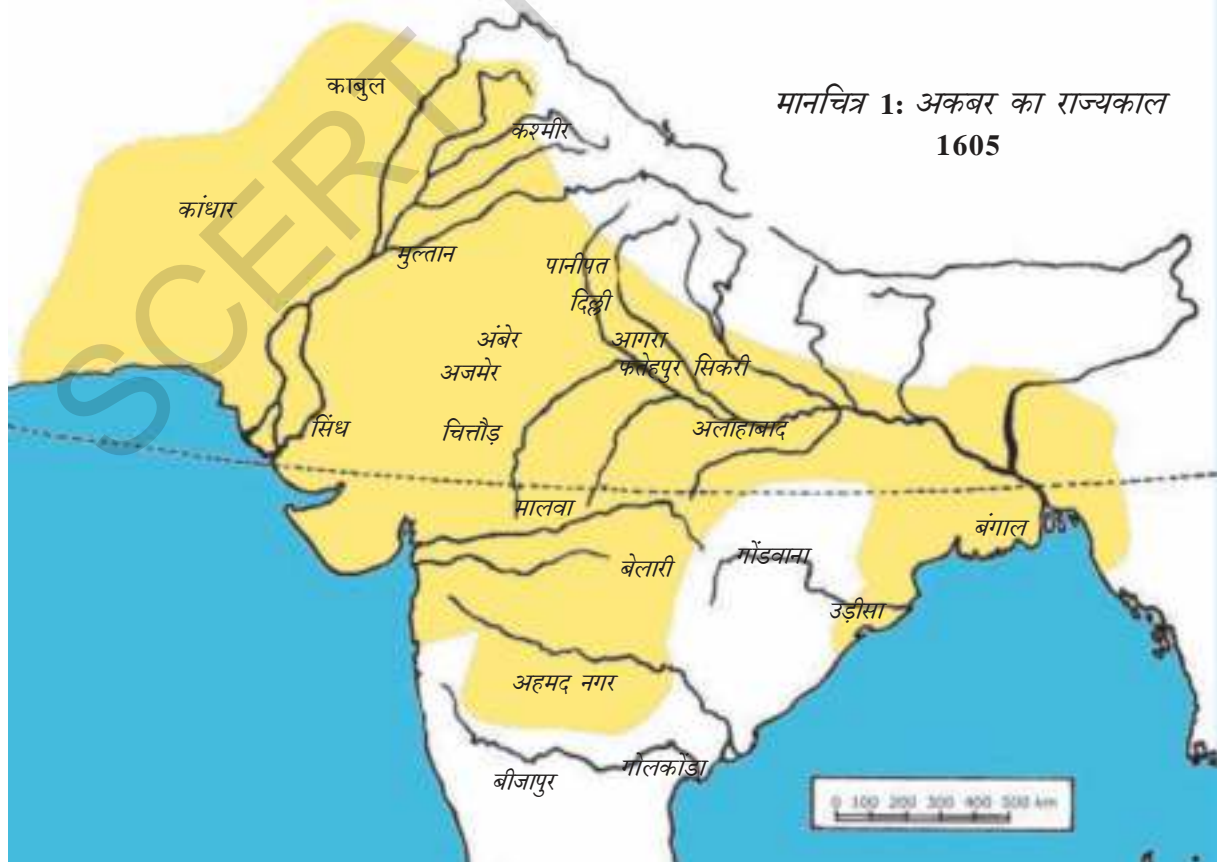 मानचित्र 1: अकबर का राज्यकाल
1605
काबुल
कश्मीर
कांधार
मुल्तान
पानीपत
दिल्ली
अंबेर
आगरा
अजमेर
फतेहपुर सिकरी
सिंध
चित्तौड़
अलाहाबाद
मालवा
बंगाल
बेलारी
गोंडवाना
उड़ीसा
अहमद नगर
बीजापुर
गोलकोंडा
0 100 200 300 400 500 km
SCERT